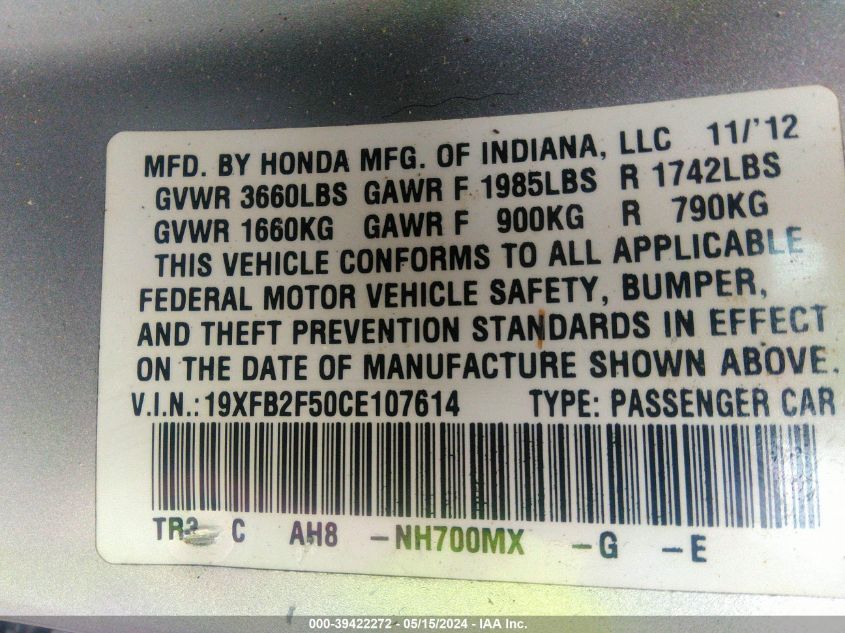 MFD. BY HONDA MFG. OF INDIANA, LLC 11/'12
GVWR 3660LBS GAWR F 1985LBS R 1742LBS
GVWR 1660KG GAWR F 900KG R 790KG
THIS VEHICLE CONFORMS TO ALL APPLICABLE
FEDERAL MOTOR VEHICLE SAFETY, BUMPER,
AND THEFT PREVENTION STANDARDS IN EFFECT
ON THE DATE OF MANUFACTURE SHOWN ABOVE.
V.I.N.: 19XFB2F50CE107614 TYPE: PASSENGER CAR
TR3 C AH8 -NH700MX -G -E
000-39422272 - 05/15/2024 - IAA Inc.